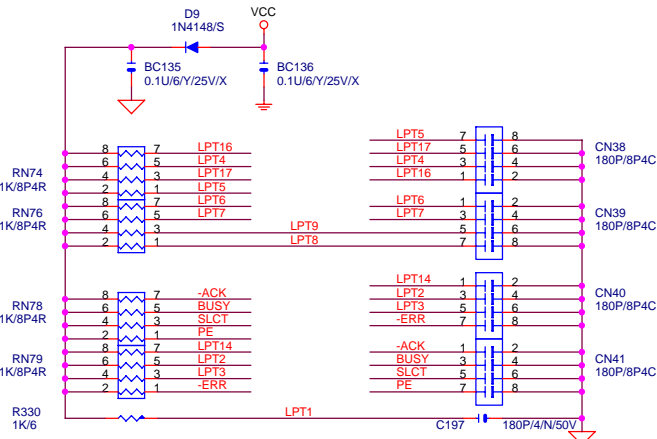 D9
1N4148/S
VCC
BC135
0.1U/6/Y/25V/X
BC136
0.1U/6/Y/25V/X
RN74
1K/8P4R
8 7 LPT16
6 5 LPT4
4 3 LPT17
2 1 LPT5
RN76
1K/8P4R
8 7 LPT6
6 5 LPT7
4 3 LPT9
2 1 LPT8
LPT5 7 8
LPT17 5 6
LPT4 3 4
LPT16 1 2
CN38
180P/8P4C
LPT6 1 2
LPT7 3 4
5 6
7 8
CN39
180P/8P4C
RN78
1K/8P4R
8 7 -ACK
6 5 BUSY
4 3 SLCT
2 1 PE
RN79
1K/8P4R
8 7 LPT14
6 5 LPT2
4 3 LPT3
2 1 -ERR
LPT14 1 2
LPT2 3 4
LPT3 5 6
-ERR 7 8
CN40
180P/8P4C
-ACK 1 2
BUSY 3 4
SLCT 5 6
PE 7 8
CN41
180P/8P4C
R330
1K/6
LPT1
C197
180P/4/N/50V